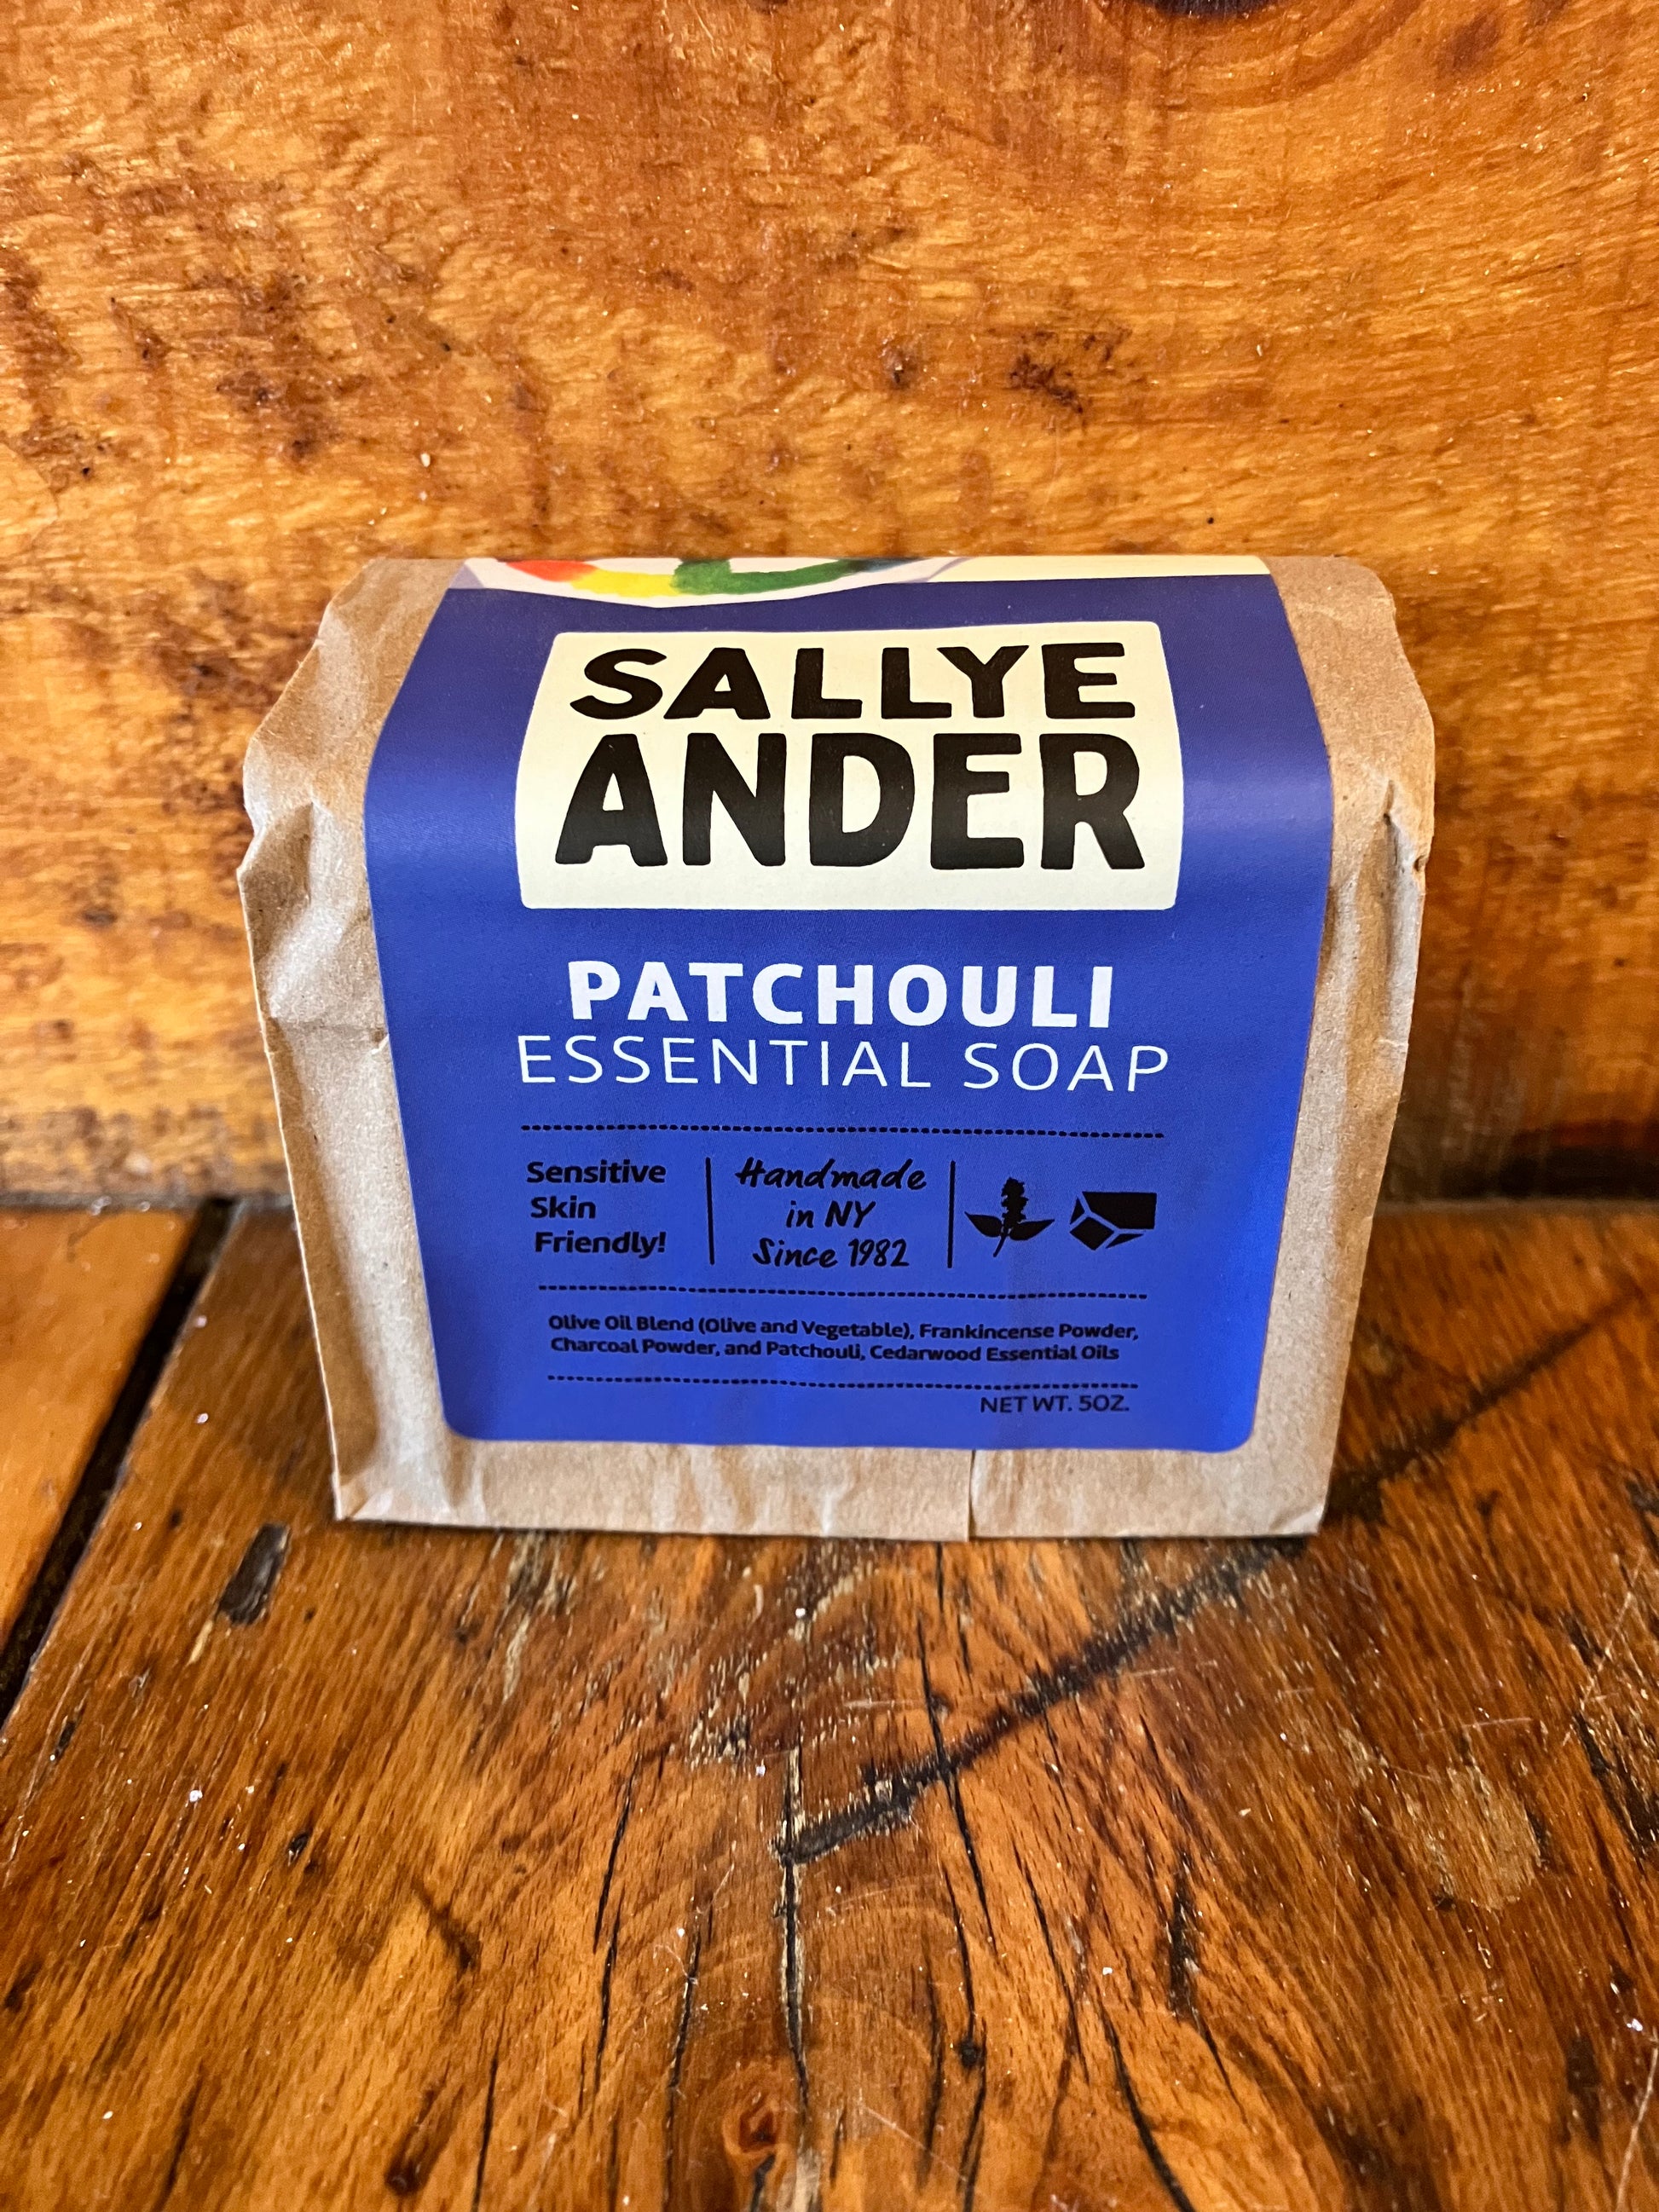 SALLYE
ANDER
PATCHOULI
ESSENTIAL SOAP
Sensitive
Skin
Friendly!
Handmade
in NY
Since 1982
Olive Oil Blend (Olive and Vegetable), Frankincense Powder,
Charcoal Powder, and Patchouli, Cedarwood Essential Oils
NET WT. 5OZ.